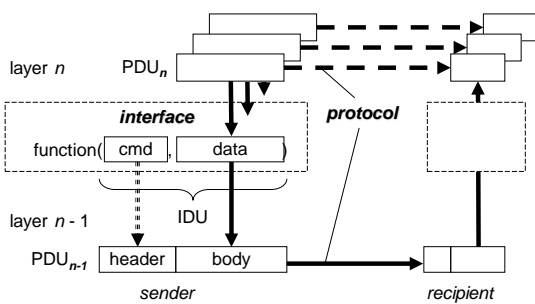 layer n PDUn
interface
protocol
function( cmd , data )
IDU
layer n - 1
PDUn-1 header body
sender
recipient